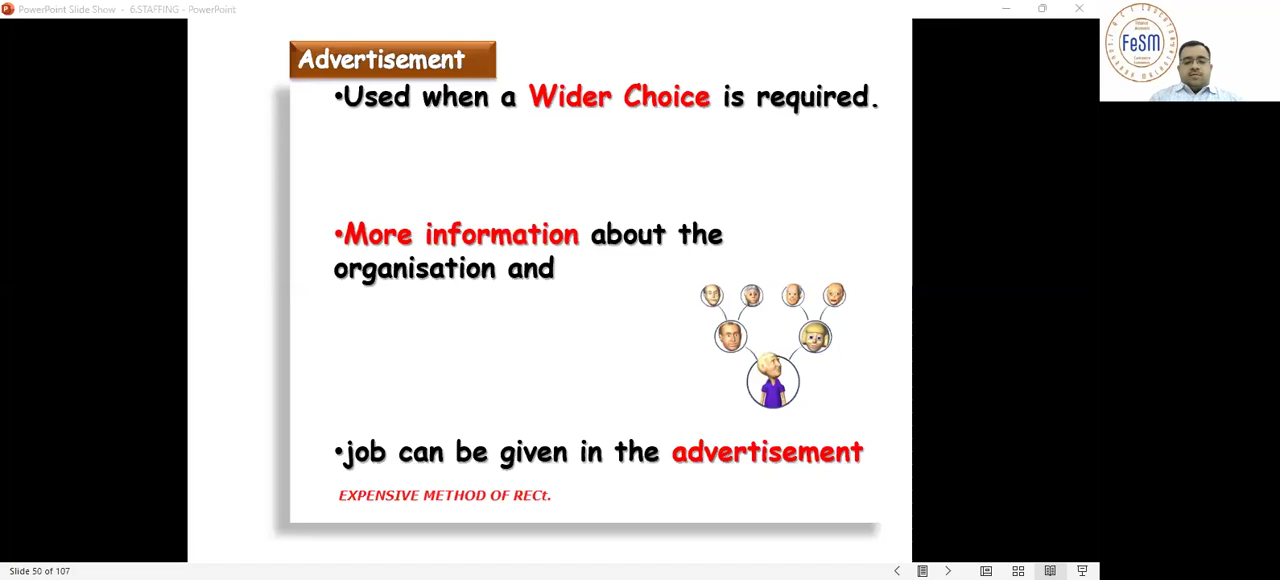 PowerPoint Slide Show - 6.STAFFING - PowerPoint
FeSM
Advertisement
•Used when a Wider Choice is required.
•More information about the
organisation and
•job can be given in the advertisement
EXPENSIVE METHOD OF RECt.
Slide 50 of 107